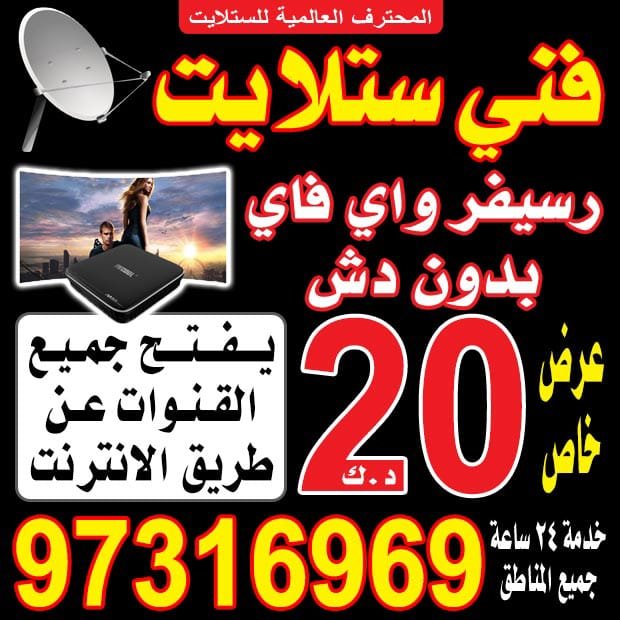 المحترف العالمية للستلايت
فني ستلايت
رسيفر واي فاي
بدون دش
يفتح جميع
القنوات عن
طريق الانترنت
عرض
خاص
20
د.ك
97316969
خدمة ٢٤ ساعة
جميع المناطق